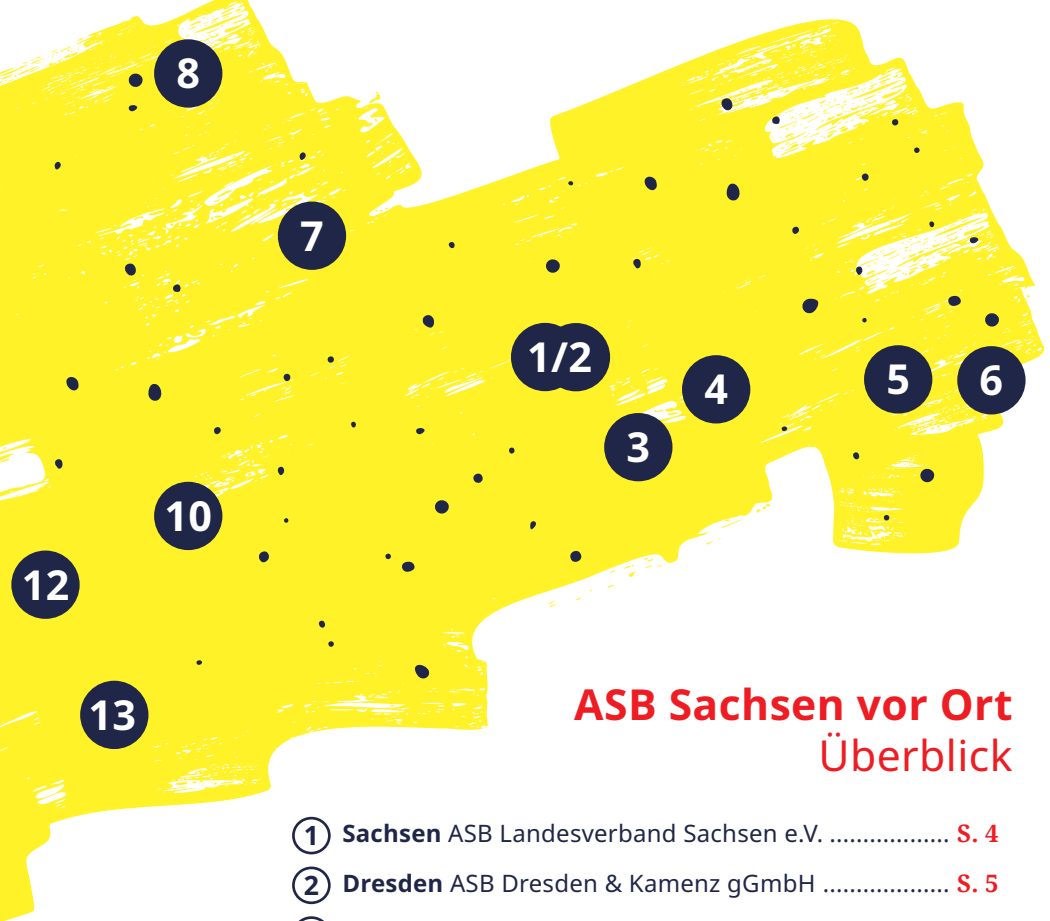 8
7
1/2
4
5
6
3
10
12
13
ASB Sachsen vor Ort
Überblick
1 Sachsen ASB Landesverband Sachsen e.V. .................. S. 4
2 Dresden ASB Dresden & Kamenz gGmbH ................... S. 5